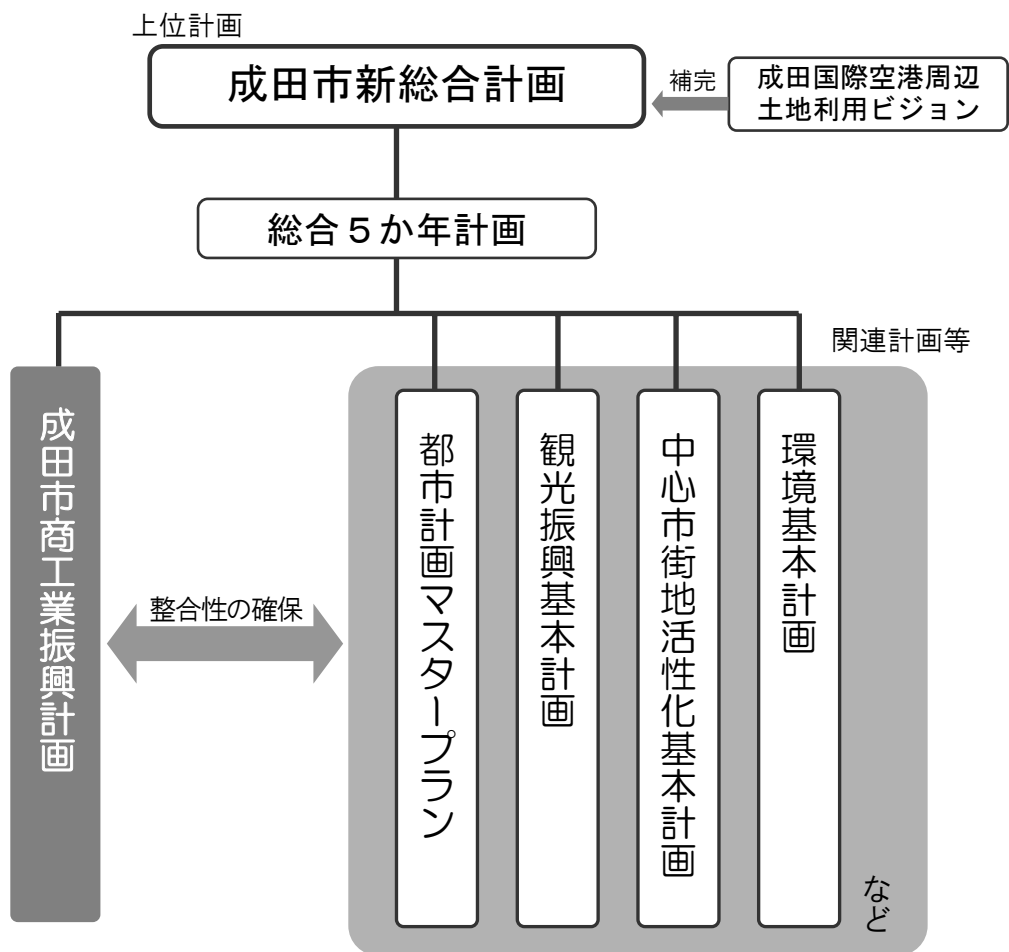 上位計画
成田市新総合計画
補完
成田国際空港周辺
土地利用ビジョン
総合５か年計画
関連計画等
成田市商工業振興計画
整合性の確保
都市計画マスタープラン
観光振興基本計画
中心市街地活性化基本計画
環境基本計画
など